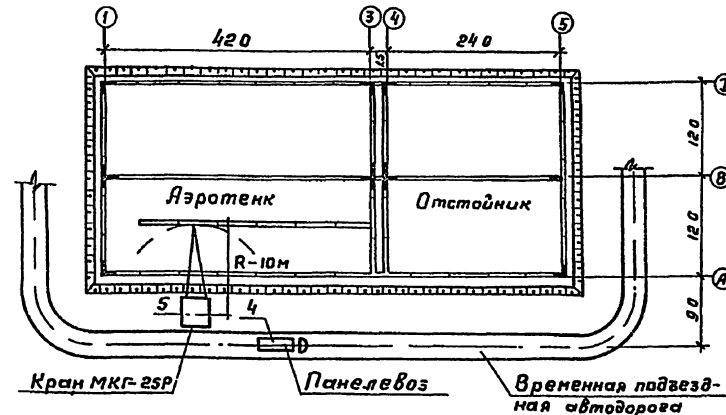 1 3 4 5
420 15 240
Д
120
Аэротенк
В
Отстойник
120
R-10м
А
5 4
90
Кран МКГ-25Р
Панелевоз
Временная подъезд-
ная автодорога